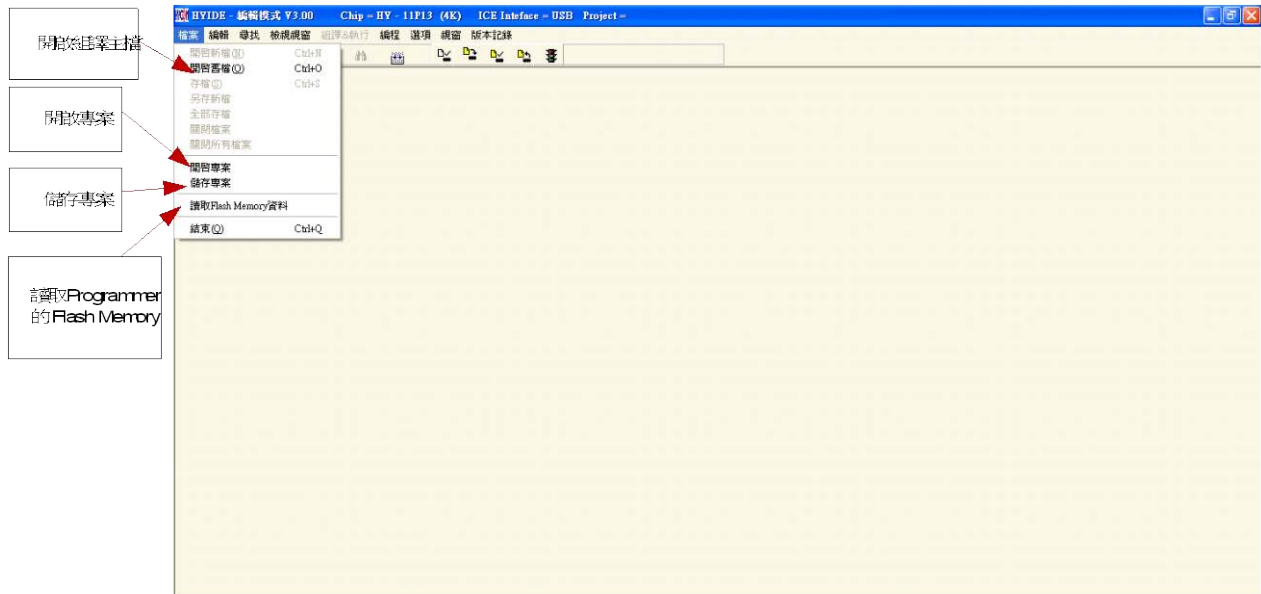 HYIDE - 編輯模式 V3.00 Chip = HY - 11P13 (4K) ICE Inteface = USB Project =
檔案 編輯 尋找 檢視視窗 組譯&執行 編程 選項 視窗 版本記錄
開啟新檔(N) Ctrl+N
開啟舊檔(O) Ctrl+O
存檔(S) Ctrl+S
另存新檔
全部存檔
關閉檔案
關閉所有檔案
開啟專案
儲存專案
讀取Flash Memory資料
結束(Q) Ctrl+Q
開啟組譯主檔
開啟專案
儲存專案
讀取Programmer
的Flash Memory